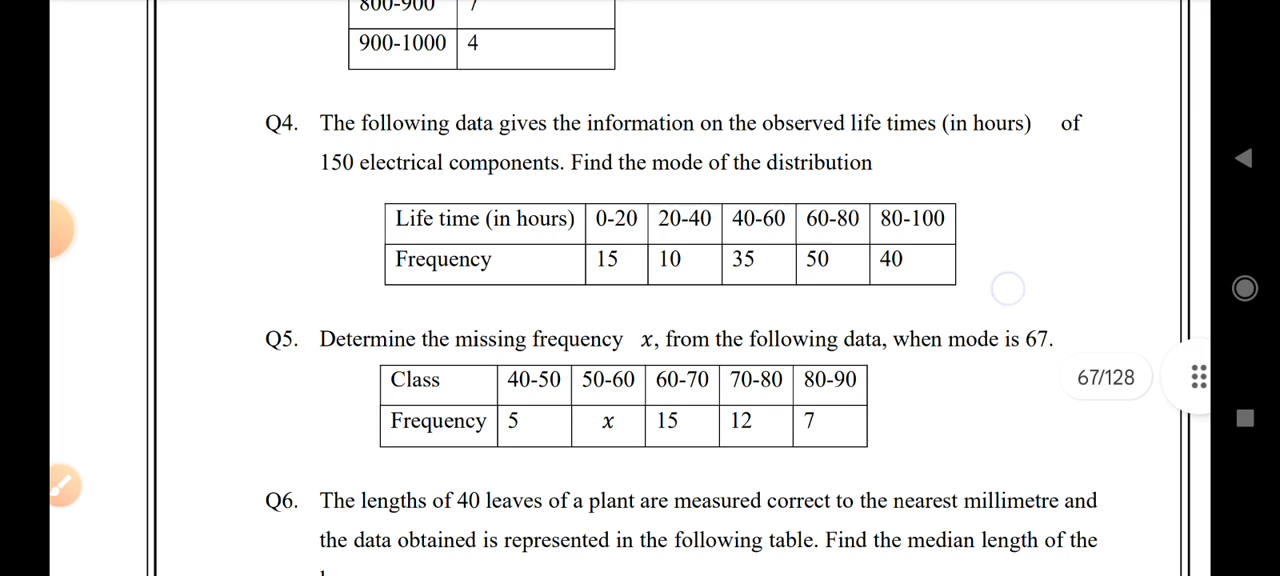 800-900 7
900-1000 4
Q4. The following data gives the information on the observed life times (in hours) of
150 electrical components. Find the mode of the distribution
Life time (in hours) 0-20 20-40 40-60 60-80 80-100
Frequency 15 10 35 50 40
Q5. Determine the missing frequency x, from the following data, when mode is 67.
67/128
Class 40-50 50-60 60-70 70-80 80-90
Frequency 5 x 15 12 7
Q6. The lengths of 40 leaves of a plant are measured correct to the nearest millimetre and
the data obtained is represented in the following table. Find the median length of the